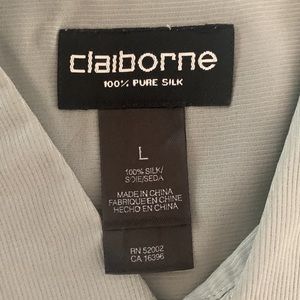 claiborne
100% PURE SILK
L
100% SILK/
SOIE/SEDA
MADE IN CHINA
FABRIQUE EN CHINE
HECHO EN CHINA
RN 52002
CA 16396